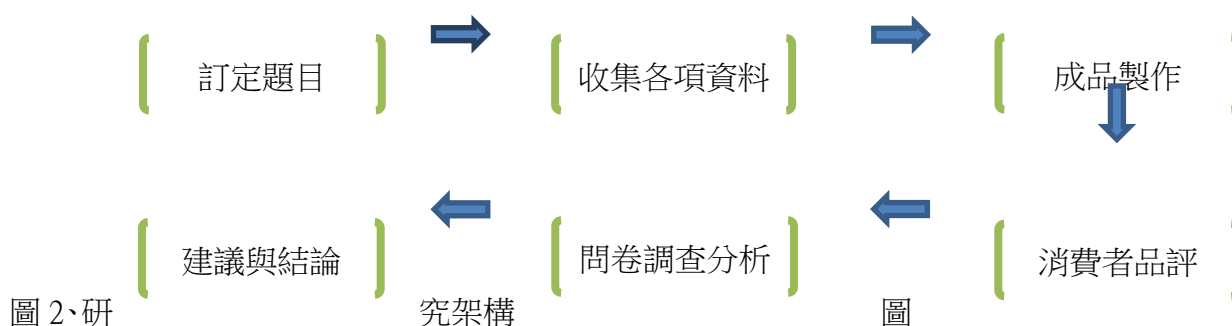 訂定題目 收集各項資料 成品製作
建議與結論 問卷調查分析 消費者品評
圖 2、研 究架構 圖